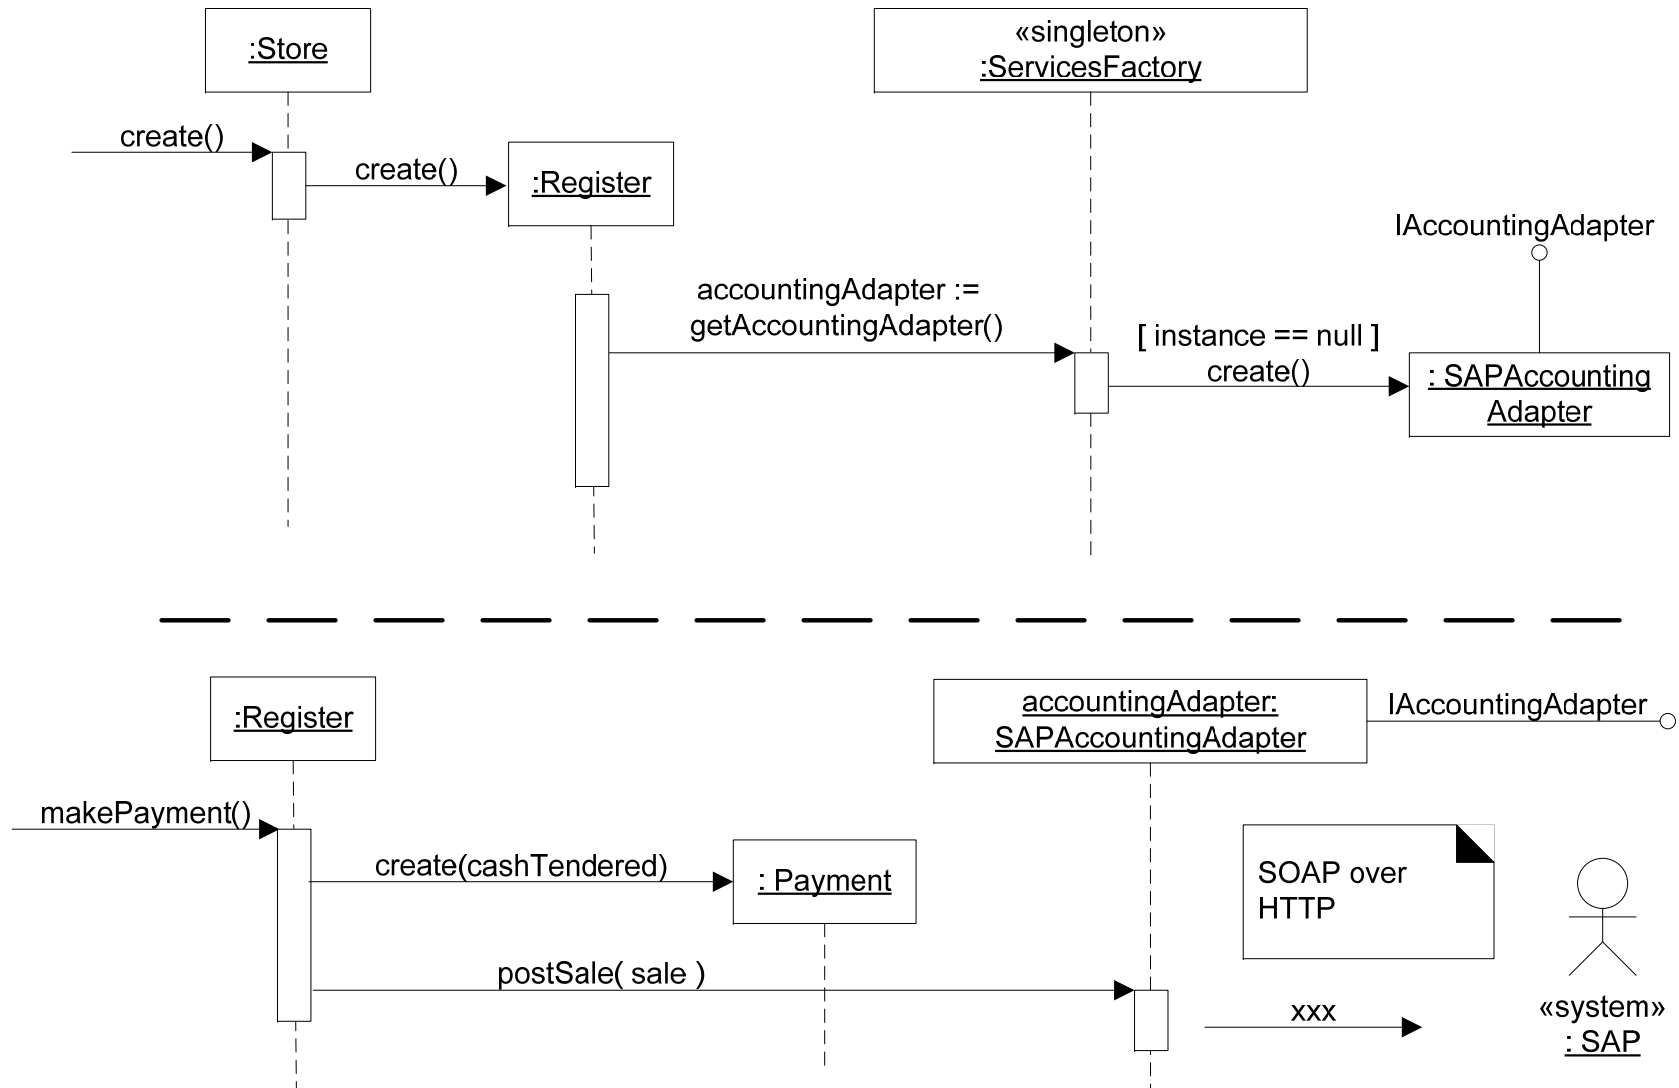 :Store
«singleton»
:ServicesFactory
create()
create()
:Register
IAccountingAdapter
accountingAdapter :=
getAccountingAdapter()
[ instance == null ]
create()
: SAPAccounting
Adapter
:Register
accountingAdapter:
SAPAccountingAdapter
IAccountingAdapter
makePayment()
create(cashTendered)
: Payment
SOAP over
HTTP
postSale( sale )
xxx
«system»
: SAP